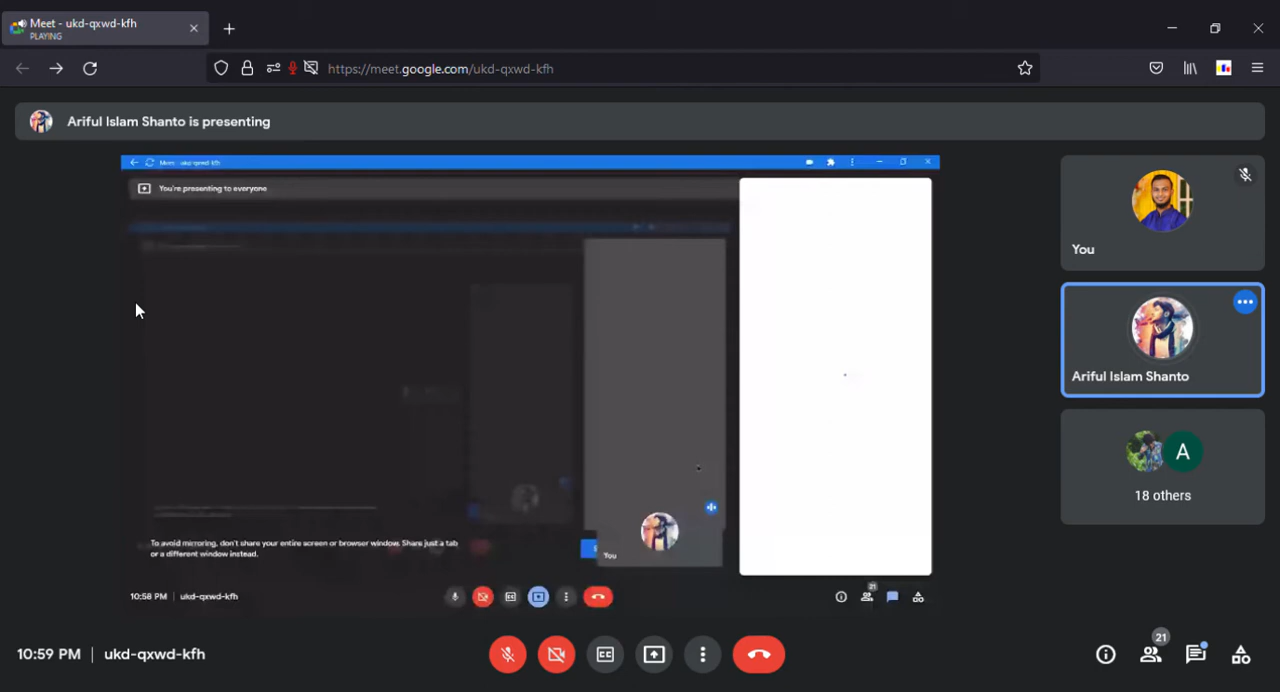 Meet - ukd-qxwd-kfh
PLAYING
https://meet.google.com/ukd-qxwd-kfh
Ariful Islam Shanto is presenting
Meet - ukd-qxwd-kfh
You're presenting to everyone
To avoid mirroring, don't share your entire screen or browser window. Share just a tab
or a different window instead.
You
10:58 PM
ukd-qxwd-kfh
21
You
Ariful Islam Shanto
A
18 others
10:59 PM | ukd-qxwd-kfh
21